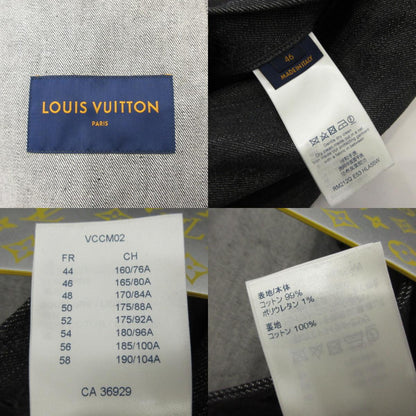 LOUIS VUITTON
PARIS
46
MADE IN ITALY
RM212Q E53 HLA52W
VCCM02
FR CH
44 160/76A
46 165/80A
48 170/84A
50 175/88A
52 175/92A
54 180/96A
56 185/100A
58 190/104A
CA 36929
表地/本体
コットン 99%
ポリウレタン 1%
裏地
コットン 100%